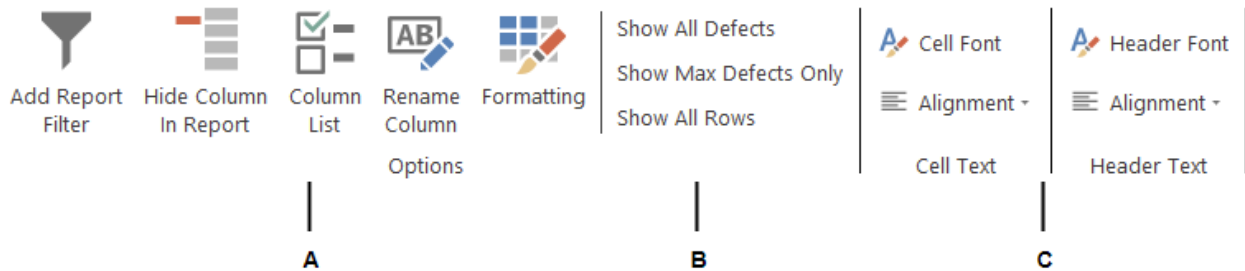 Add Report
Filter
Hide Column
In Report
Column
List
AB
Rename
Column
Formatting
Options
Show All Defects
Show Max Defects Only
Show All Rows
A Cell Font
Alignment
Cell Text
A Header Font
Alignment
Header Text
A
B
C